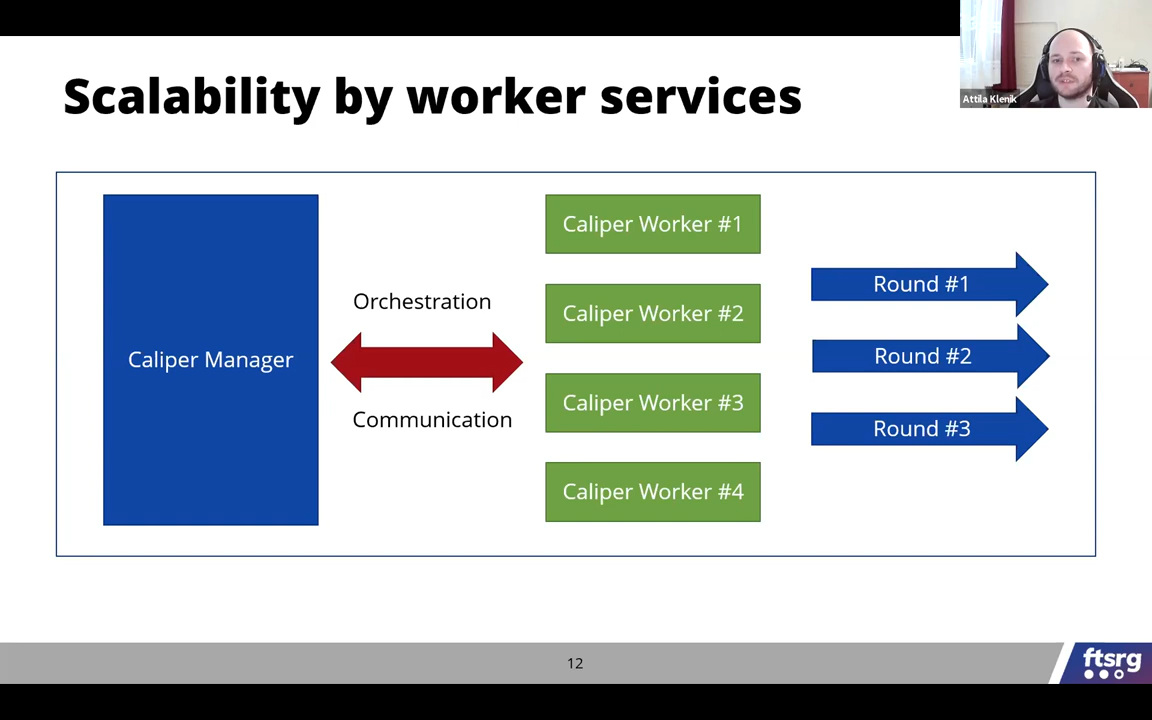 Scalability by worker services
Attila Klenik
Caliper Manager
Orchestration
Communication
Caliper Worker #1
Caliper Worker #2
Caliper Worker #3
Caliper Worker #4
Round #1
Round #2
Round #3
12
ftsrg